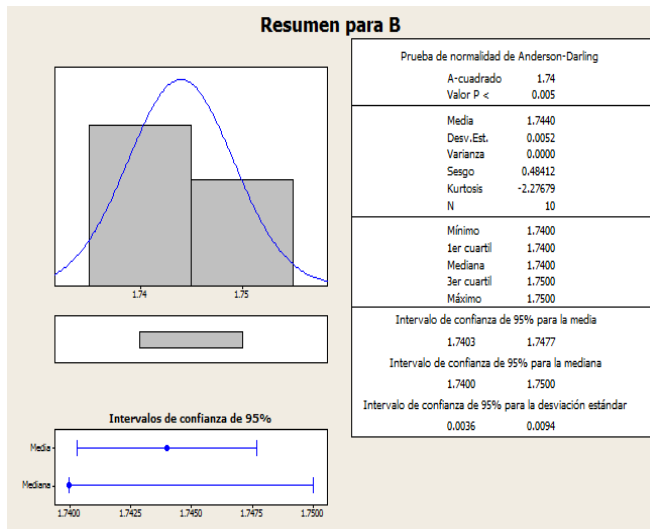 Resumen para B
Prueba de normalidad de Anderson-Darling
A-cuadrado 1.74
Valor P < 0.005
Media 1.7440
Desv.Est. 0.0052
Varianza 0.0000
Sesgo 0.48412
Kurtosis -2.27679
N 10
Mínimo 1.7400
1er cuartil 1.7400
Mediana 1.7400
3er cuartil 1.7500
Máximo 1.7500
Intervalo de confianza de 95% para la media
1.7403 1.7477
Intervalo de confianza de 95% para la mediana
1.7400 1.7500
Intervalo de confianza de 95% para la desviación estándar
0.0036 0.0094
1.74 1.75
Intervalos de confianza de 95%
Media
Mediana
1.7400 1.7425 1.7450 1.7475 1.7500